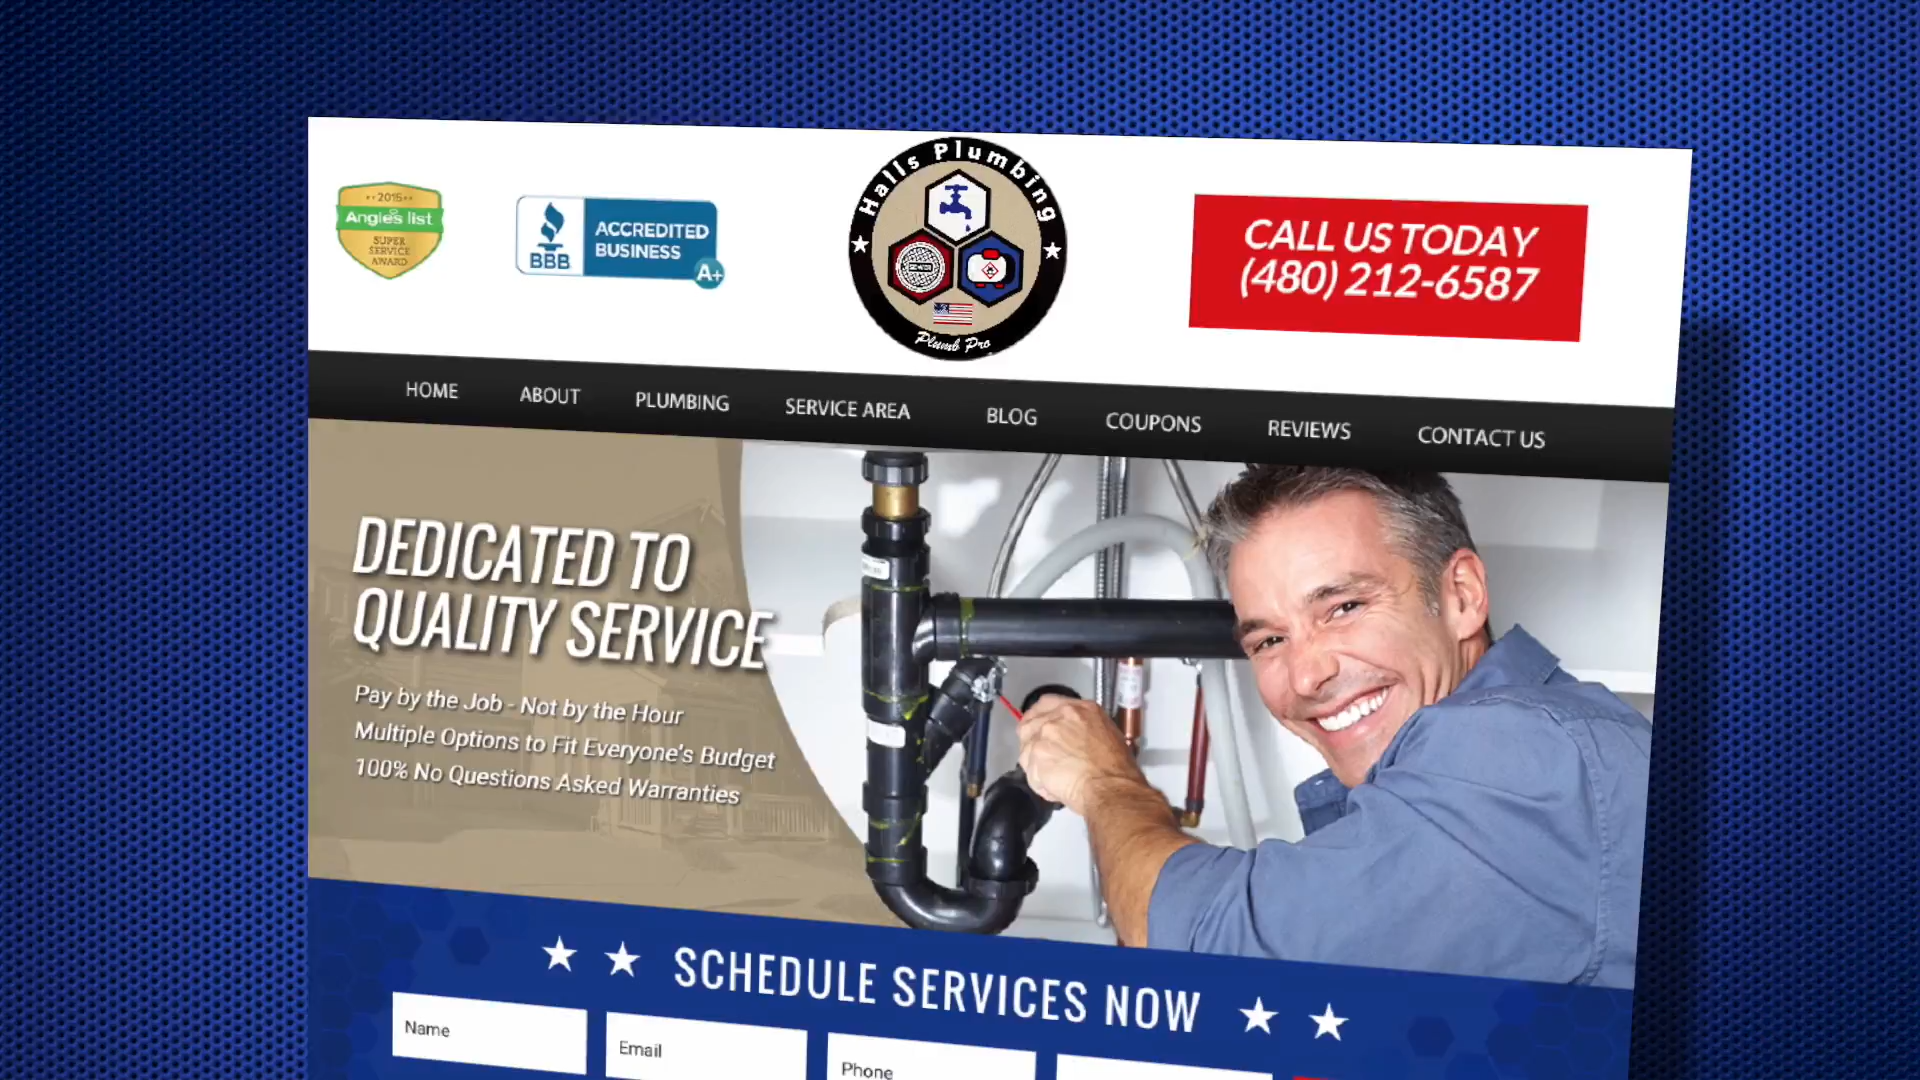 2015
Angie's list
SUPER
SERVICE
AWARD
BBB
ACCREDITED
BUSINESS
A+
Halls Plumbing
Plumb Pro
CALL US TODAY
(480) 212-6587
HOME
ABOUT
PLUMBING
SERVICE AREA
BLOG
COUPONS
REVIEWS
CONTACT US
DEDICATED TO
QUALITY SERVICE
Pay by the Job - Not by the Hour
Multiple Options to Fit Everyone's Budget
100% No Questions Asked Warranties
SCHEDULE SERVICES NOW
Name
Email
Phone